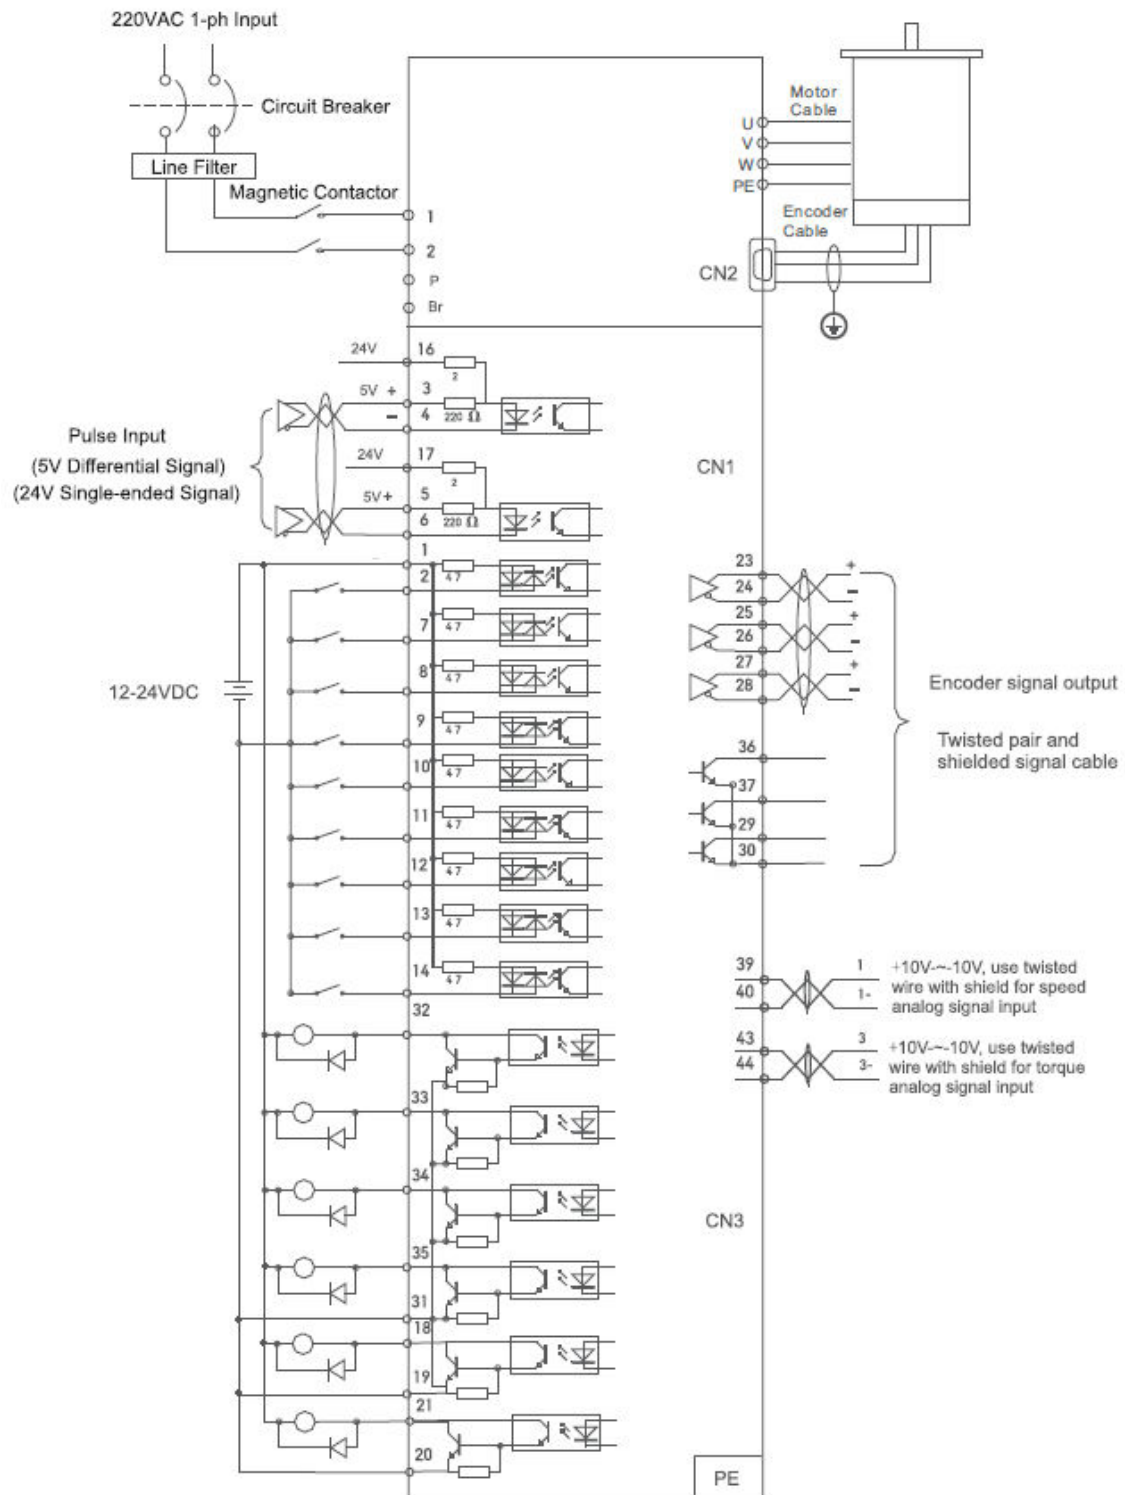 220VAC 1-ph Input
Circuit Breaker
Line Filter
Magnetic Contactor
1
2
P
Br
Motor
Cable
U
V
W
PE
Encoder
Cable
CN2
24V
16
2
5V +
3
-
4
220 Ω
Pulse Input
(5V Differential Signal)
(24V Single-ended Signal)
24V
17
2
5V+
5
6
220 Ω
CN1
1
2
47
7
47
8
47
9
47
10
47
11
47
12
47
13
47
14
47
12-24VDC
23
+
24
-
25
+
26
-
27
+
28
-
Encoder signal output
Twisted pair and
shielded signal cable
36
37
29
30
39
1
40
1-
+10V-~-10V, use twisted
wire with shield for speed
analog signal input
43
3
44
3-
+10V-~-10V, use twisted
wire with shield for torque
analog signal input
32
33
34
35
31
18
19
21
20
CN3
PE